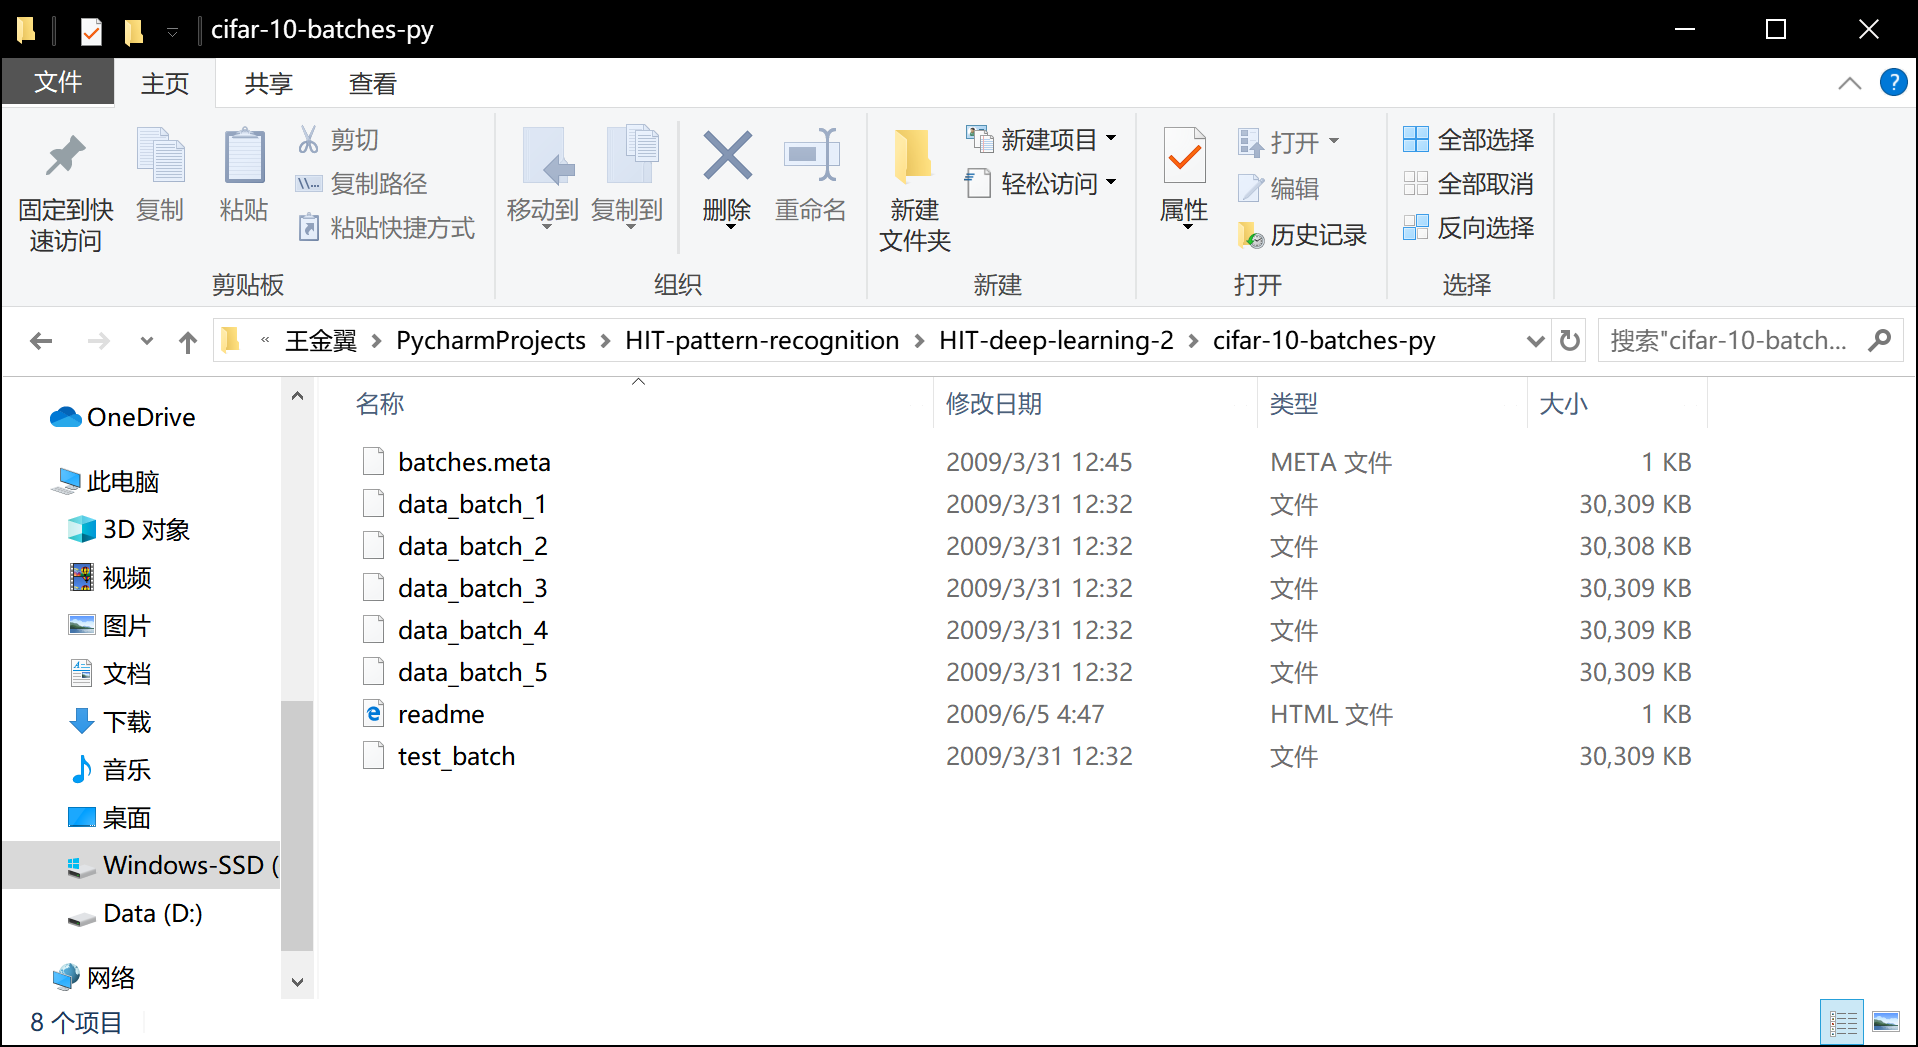 cifar-10-batches-py
文件 主页 共享 查看
固定到快速访问
复制
粘贴
剪切
复制路径
粘贴快捷方式
剪贴板
移动到
复制到
删除
重命名
组织
新建文件夹
新建项目
轻松访问
新建
属性
打开
编辑
历史记录
打开
全部选择
全部取消
反向选择
选择
« 王金翼 > PycharmProjects > HIT-pattern-recognition > HIT-deep-learning-2 > cifar-10-batches-py
搜索"cifar-10-batch...
OneDrive
此电脑
3D 对象
视频
图片
文档
下载
音乐
桌面
Windows-SSD (
Data (D:)
网络
名称 修改日期 类型 大小
batches.meta 2009/3/31 12:45 META 文件 1 KB
data_batch_1 2009/3/31 12:32 文件 30,309 KB
data_batch_2 2009/3/31 12:32 文件 30,308 KB
data_batch_3 2009/3/31 12:32 文件 30,309 KB
data_batch_4 2009/3/31 12:32 文件 30,309 KB
data_batch_5 2009/3/31 12:32 文件 30,309 KB
readme 2009/6/5 4:47 HTML 文件 1 KB
test_batch 2009/3/31 12:32 文件 30,309 KB
8 个项目